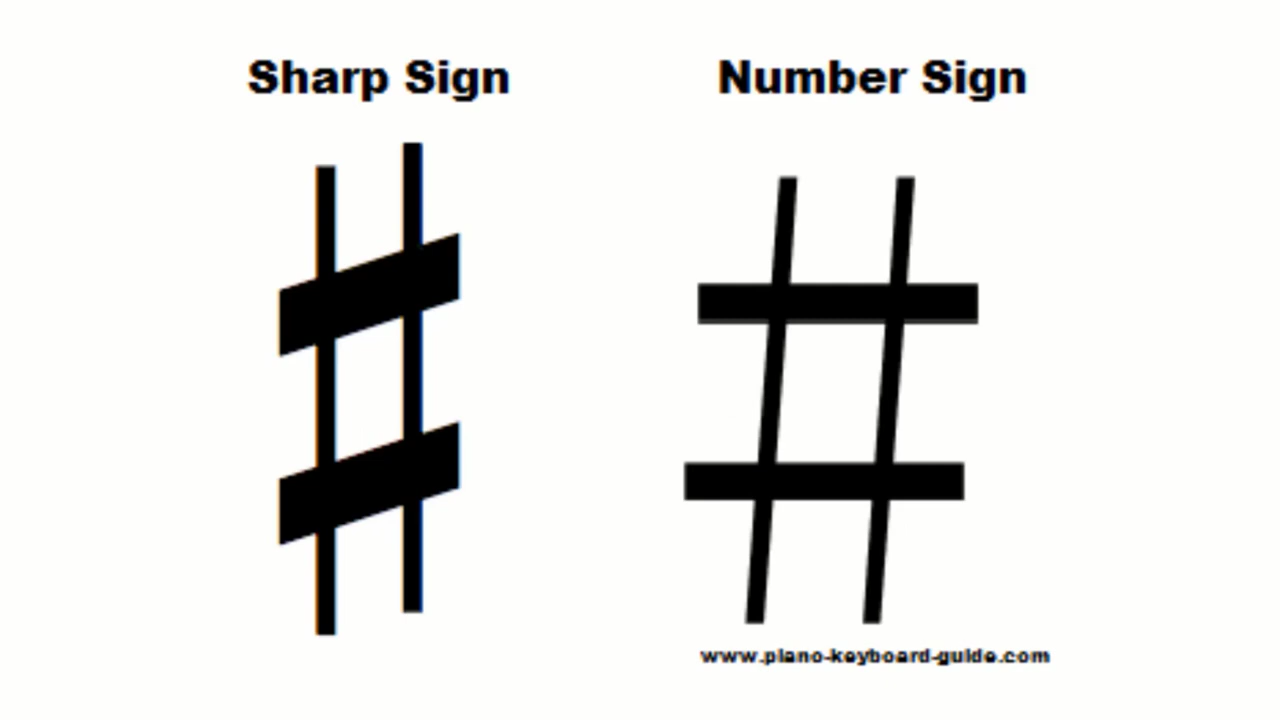 Sharp Sign
Number Sign
♯
#
www.piano-keyboard-guide.com